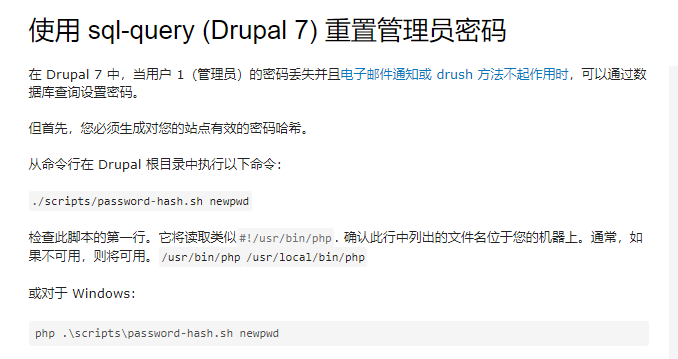 使用 sql-query (Drupal 7) 重置管理员密码
在 Drupal 7 中，当用户 1（管理员）的密码丢失并且电子邮件通知或 drush 方法不起作用时，可以通过数
据库查询设置密码。
但首先，您必须生成对您的站点有效的密码哈希。
从命令行在 Drupal 根目录中执行以下命令：
./scripts/password-hash.sh newpwd
检查此脚本的第一行。它将读取类似 #!/usr/bin/php . 确认此行中列出的文件名位于您的机器上。通常，如
果不可用，则将可用。 /usr/bin/php /usr/local/bin/php
或对于 Windows：
php .\scripts\password-hash.sh newpwd